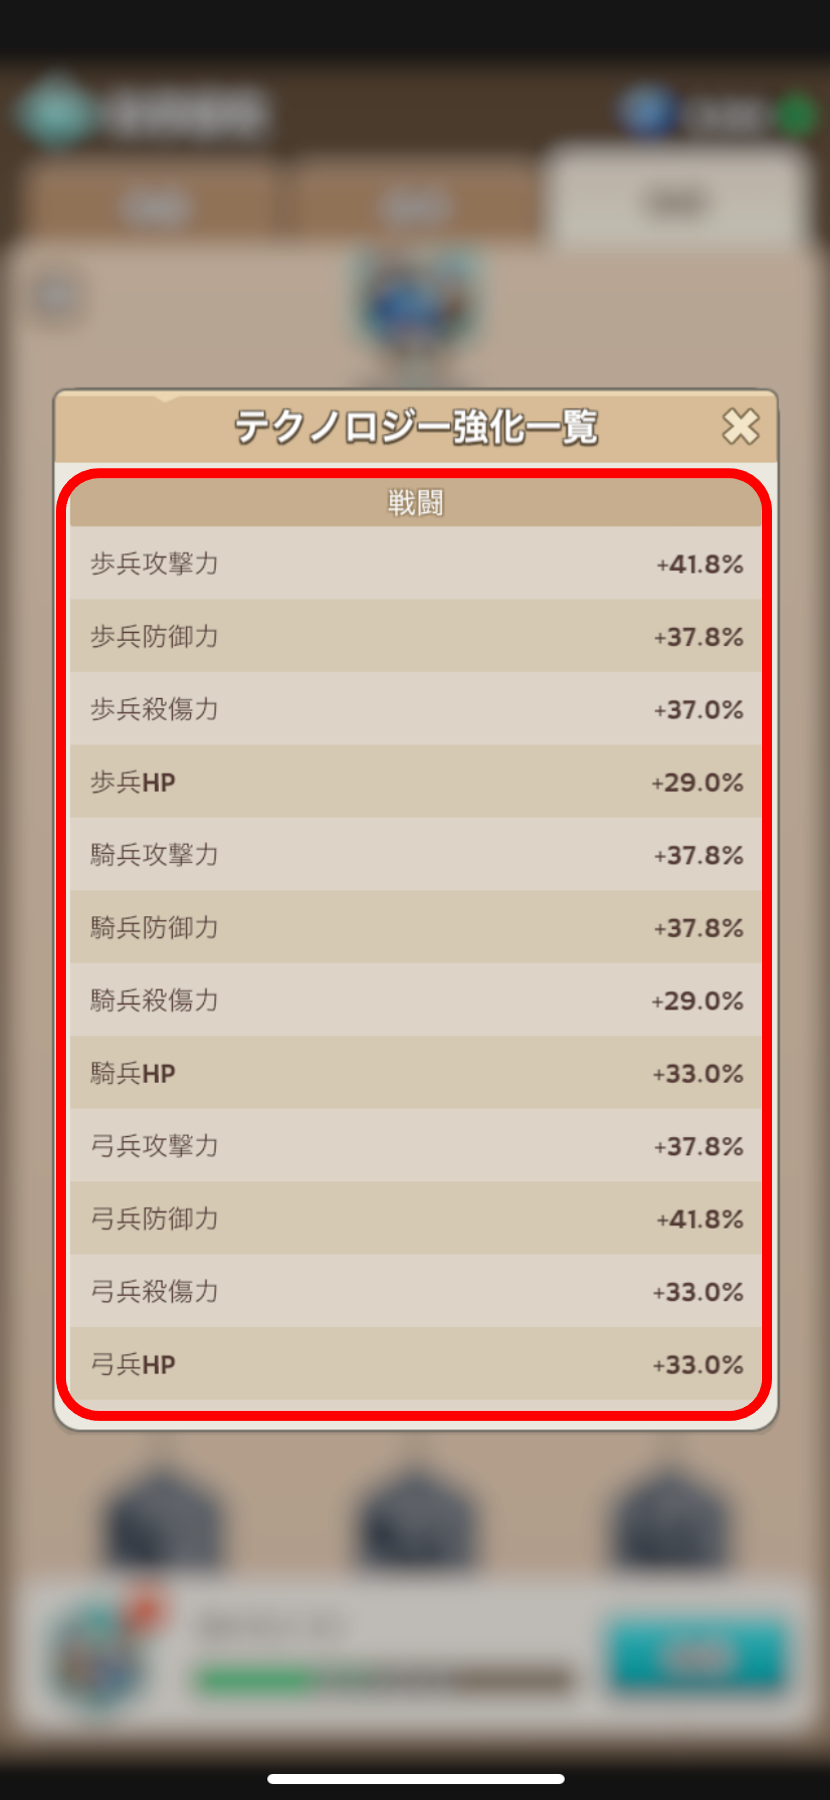 テクノロジー強化一覧
戦闘
歩兵攻撃力 +41.8%
歩兵防御力 +37.8%
歩兵殺傷力 +37.0%
歩兵HP +29.0%
騎兵攻撃力 +37.8%
騎兵防御力 +37.8%
騎兵殺傷力 +29.0%
騎兵HP +33.0%
弓兵攻撃力 +37.8%
弓兵防御力 +41.8%
弓兵殺傷力 +33.0%
弓兵HP +33.0%